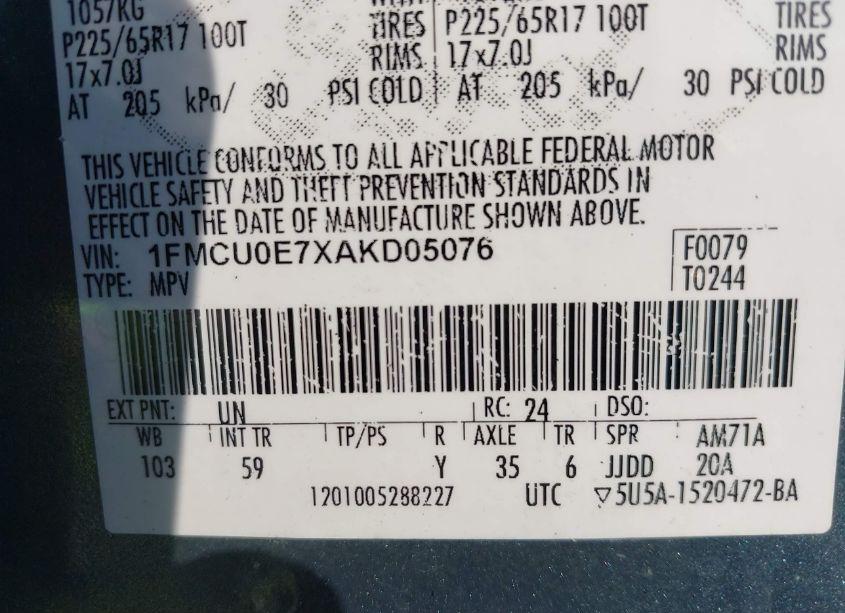 1057KG TIRES P225/65R17 100T TIRES
P225/65R17 100T RIMS 17x7.0J RIMS
17x7.0J
AT 205 kPa/ 30 PSI COLD AT 205 kPa/ 30 PSI COLD
THIS VEHICLE CONFORMS TO ALL APPLICABLE FEDERAL MOTOR
VEHICLE SAFETY AND THEFT PREVENTION STANDARDS IN
EFFECT ON THE DATE OF MANUFACTURE SHOWN ABOVE.
VIN: 1FMCU0E7XAKD05076 F0079
TYPE: MPV T0244
EXT PNT: UN RC: 24 DSO:
WB INT TR TP/PS R AXLE TR SPR AM71A
103 59 Y 35 6 JJDD 20A
1201005288227 UTC ▽5U5A-1520472-BA